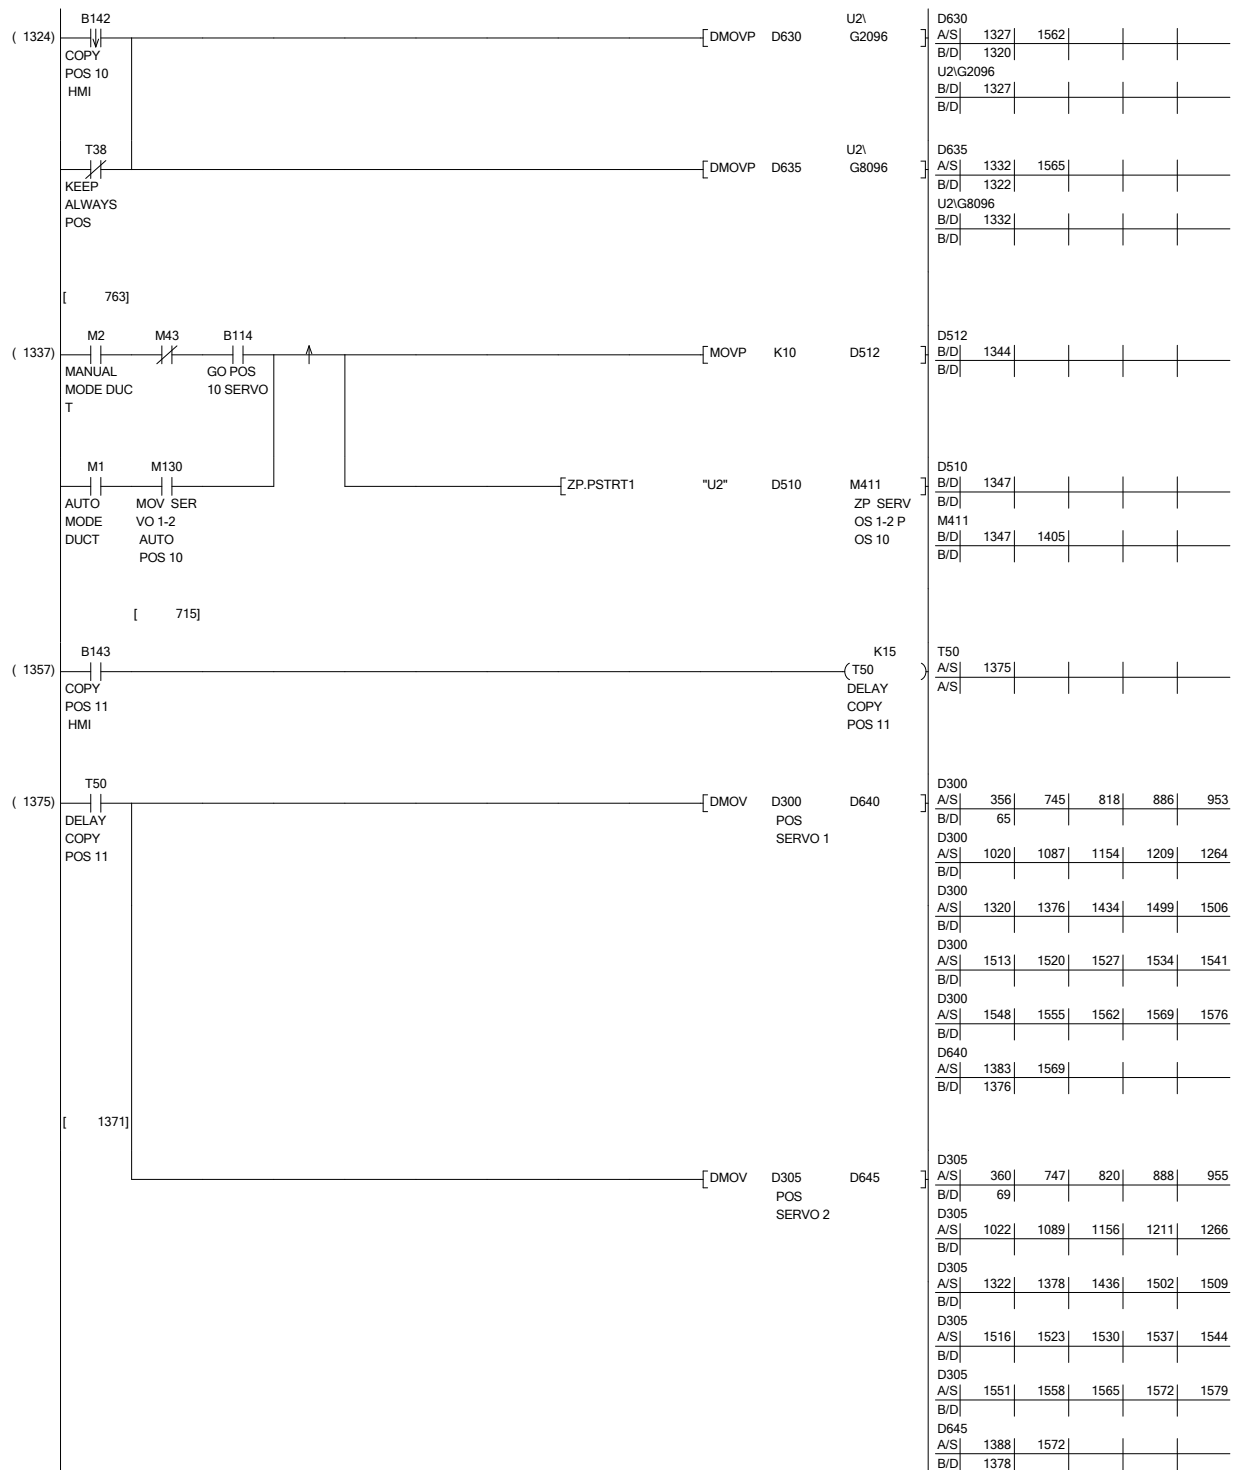 B142 U2\ D630
( 1324) DMOVP D630 G2096 A/S 1327 1562
COPY B/D 1320
POS 10 U2\G2096
HMI B/D 1327
B/D
T38 U2\ D635
DMOVP D635 G8096 A/S 1332 1565
KEEP B/D 1322
ALWAYS U2\G8096
POS B/D 1332
B/D
[ 763]
M2 M43 B114 D512
( 1337) MOVP K10 D512 B/D 1344
MANUAL GO POS B/D
MODE DUC 10 SERVO
T
M1 M130 D510
ZP.PSTRT1 "U2" D510 M411 B/D 1347
AUTO MOV SER ZP SERV B/D
MODE VO 1-2 OS 1-2 P M411
DUCT AUTO OS 10 B/D 1347 1405
POS 10 B/D
[ 715]
B143 K15 T50
( 1357) T50 A/S 1375
COPY DELAY A/S
POS 11 COPY
HMI POS 11
T50 D300
( 1375) DMOV D300 D640 A/S 356 745 818 886 953
DELAY POS B/D 65
COPY SERVO 1 D300
POS 11 A/S 1020 1087 1154 1209 1264
B/D
D300
A/S 1320 1376 1434 1499 1506
B/D
D300
A/S 1513 1520 1527 1534 1541
B/D
D300
A/S 1548 1555 1562 1569 1576
B/D
D640
A/S 1383 1569
B/D 1376
[ 1371]
D305
DMOV D305 D645 A/S 360 747 820 888 955
POS B/D 69
SERVO 2 D305
A/S 1022 1089 1156 1211 1266
B/D
D305
A/S 1322 1378 1436 1502 1509
B/D
D305
A/S 1516 1523 1530 1537 1544
B/D
D305
A/S 1551 1558 1565 1572 1579
B/D
D645
A/S 1388 1572
B/D 1378